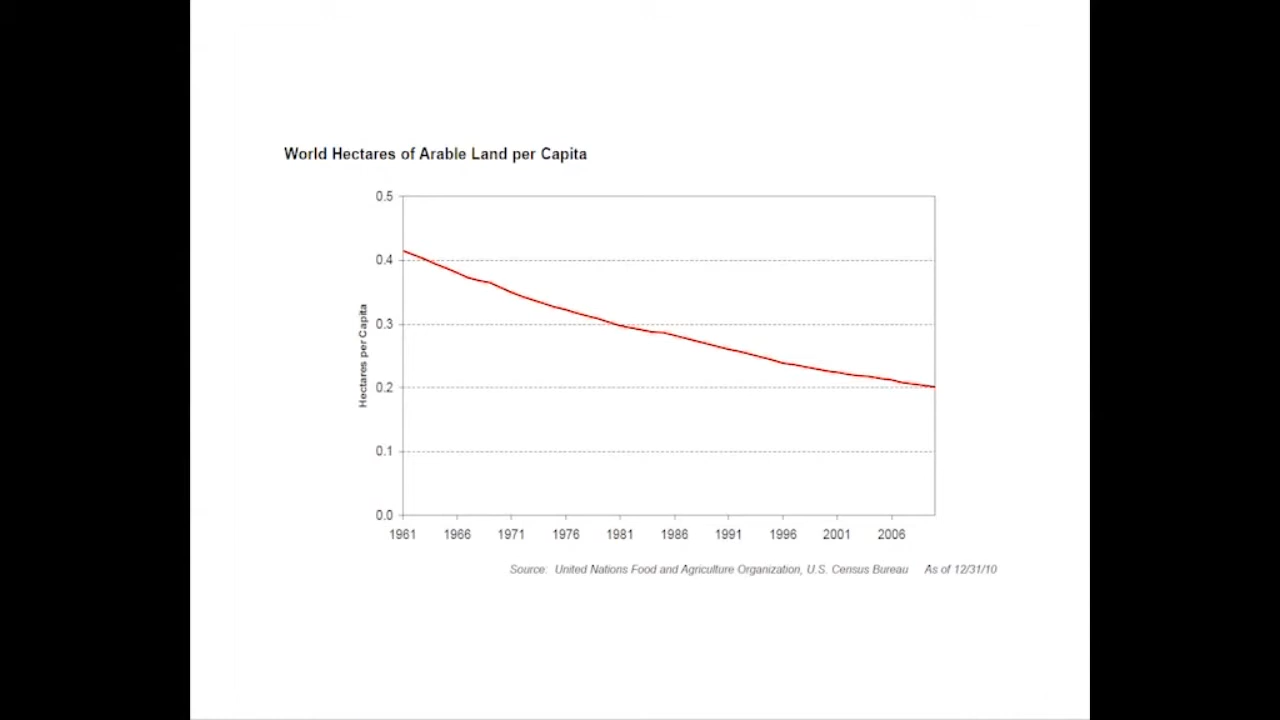 World Hectares of Arable Land per Capita
0.5
0.4
0.3
0.2
0.1
0.0
Hectares per Capita
1961 1966 1971 1976 1981 1986 1991 1996 2001 2006
Source: United Nations Food and Agriculture Organization, U.S. Census Bureau As of 12/31/10